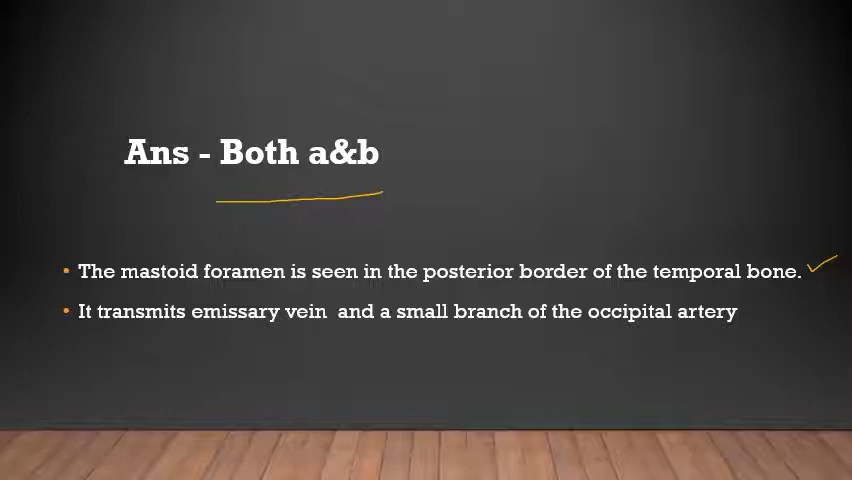 Ans - Both a&b
• The mastoid foramen is seen in the posterior border of the temporal bone.
• It transmits emissary vein and a small branch of the occipital artery